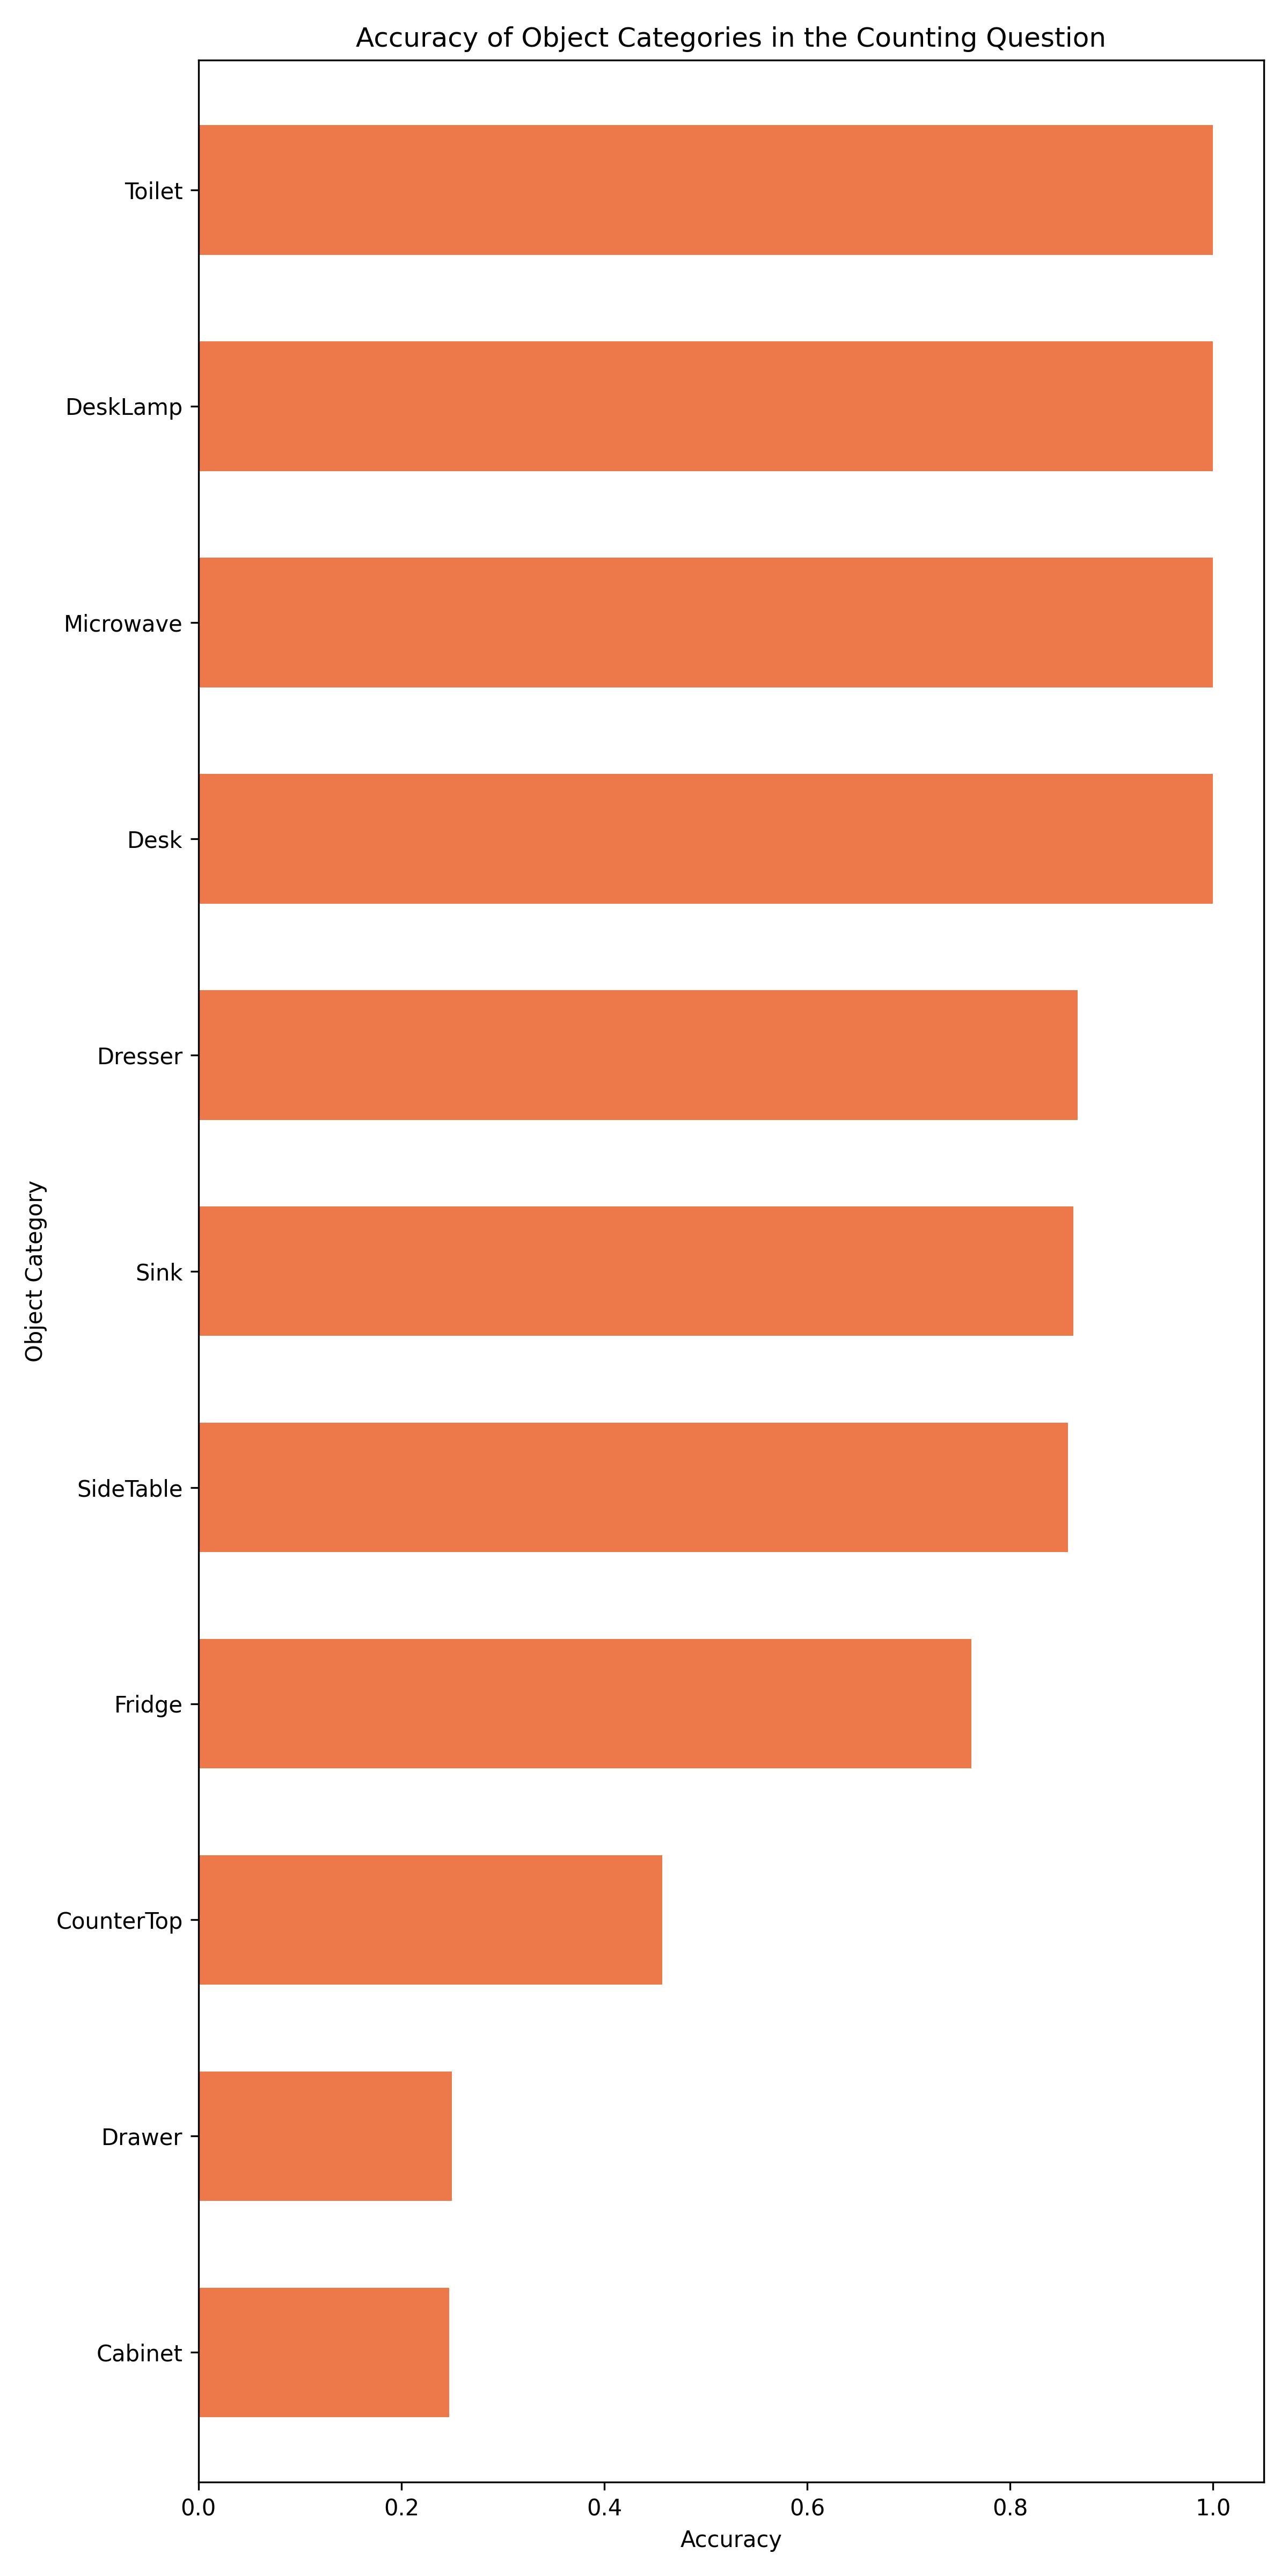 Accuracy of Object Categories in the Counting Question
Toilet
DeskLamp
Microwave
Desk
Dresser
Sink
SideTable
Fridge
CounterTop
Drawer
Cabinet
Object Category
0.0 0.2 0.4 0.6 0.8 1.0
Accuracy